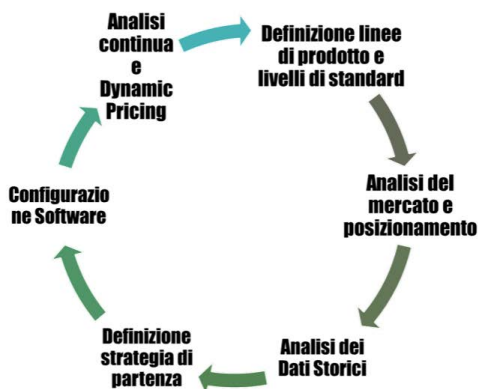 Analisi
continua
e
Dynamic
Pricing
Definizione linee
di prodotto e
livelli di standard
Analisi del
mercato e
posizionamento
Analisi dei
Dati Storici
Definizione
strategia di
partenza
Configurazio
ne Software